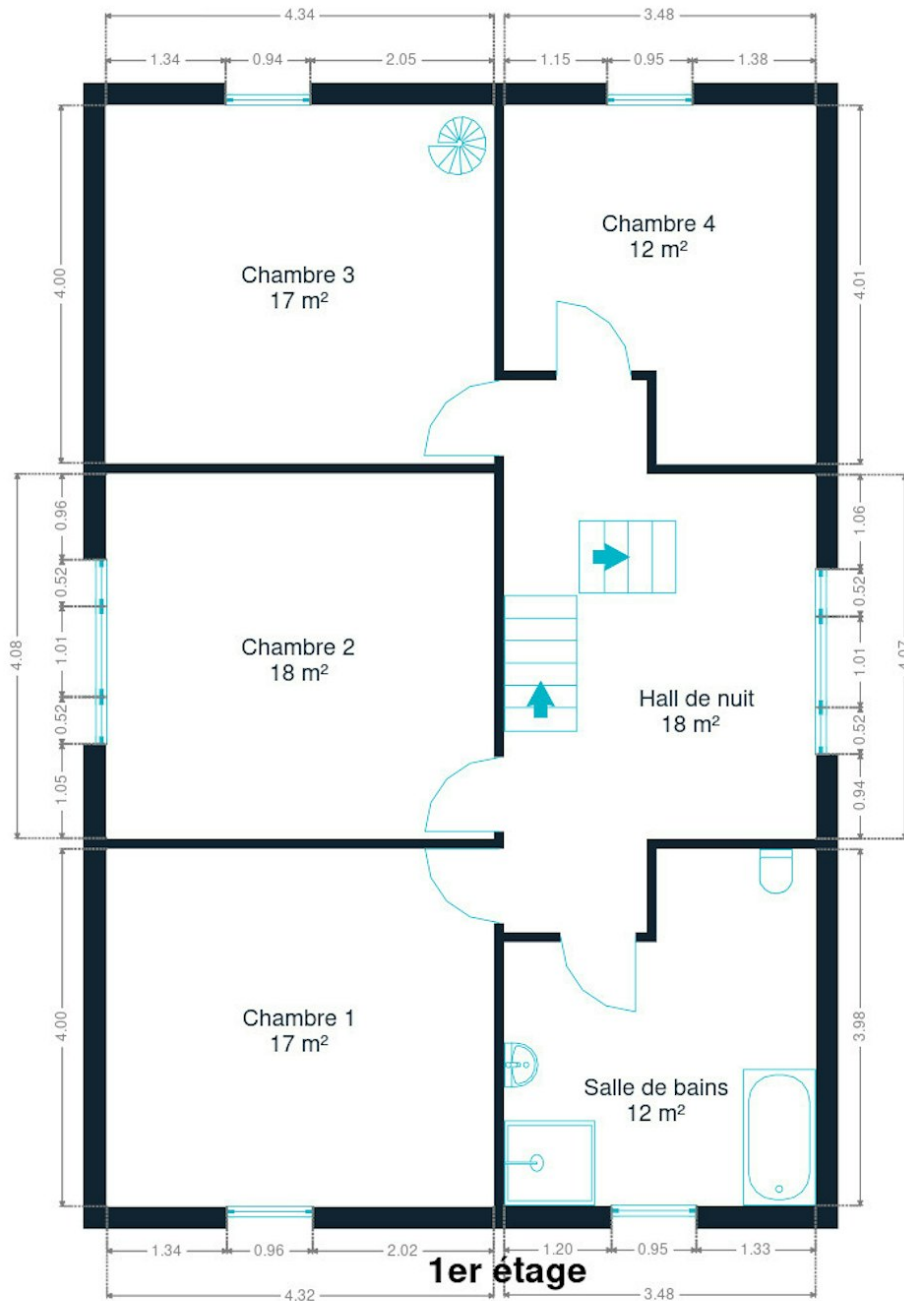 4.34
3.48
1.34
0.94
2.05
1.15
0.95
1.38
4.00
4.01
Chambre 3
17 m²
Chambre 4
12 m²
4.08
0.96
0.52
1.01
0.52
1.05
Chambre 2
18 m²
Hall de nuit
18 m²
1.06
0.52
1.01
0.52
0.94
4.07
4.00
3.98
Chambre 1
17 m²
Salle de bains
12 m²
1.34
0.96
2.02
1.20
0.95
1.33
1er étage
4.32
3.48